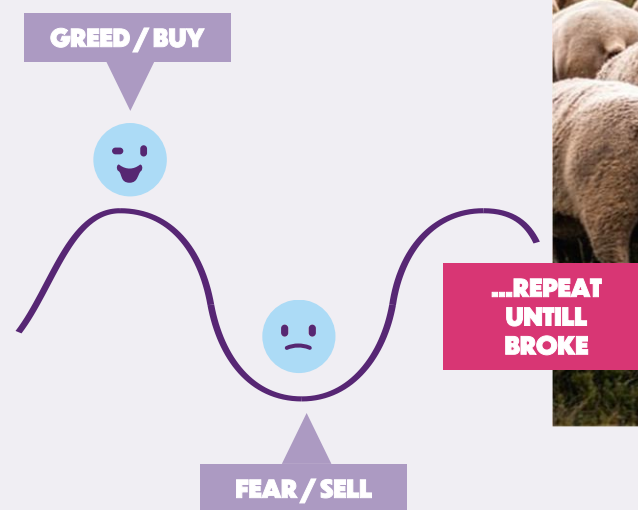 GREED / BUY
...REPEAT
UNTILL
BROKE
FEAR / SELL